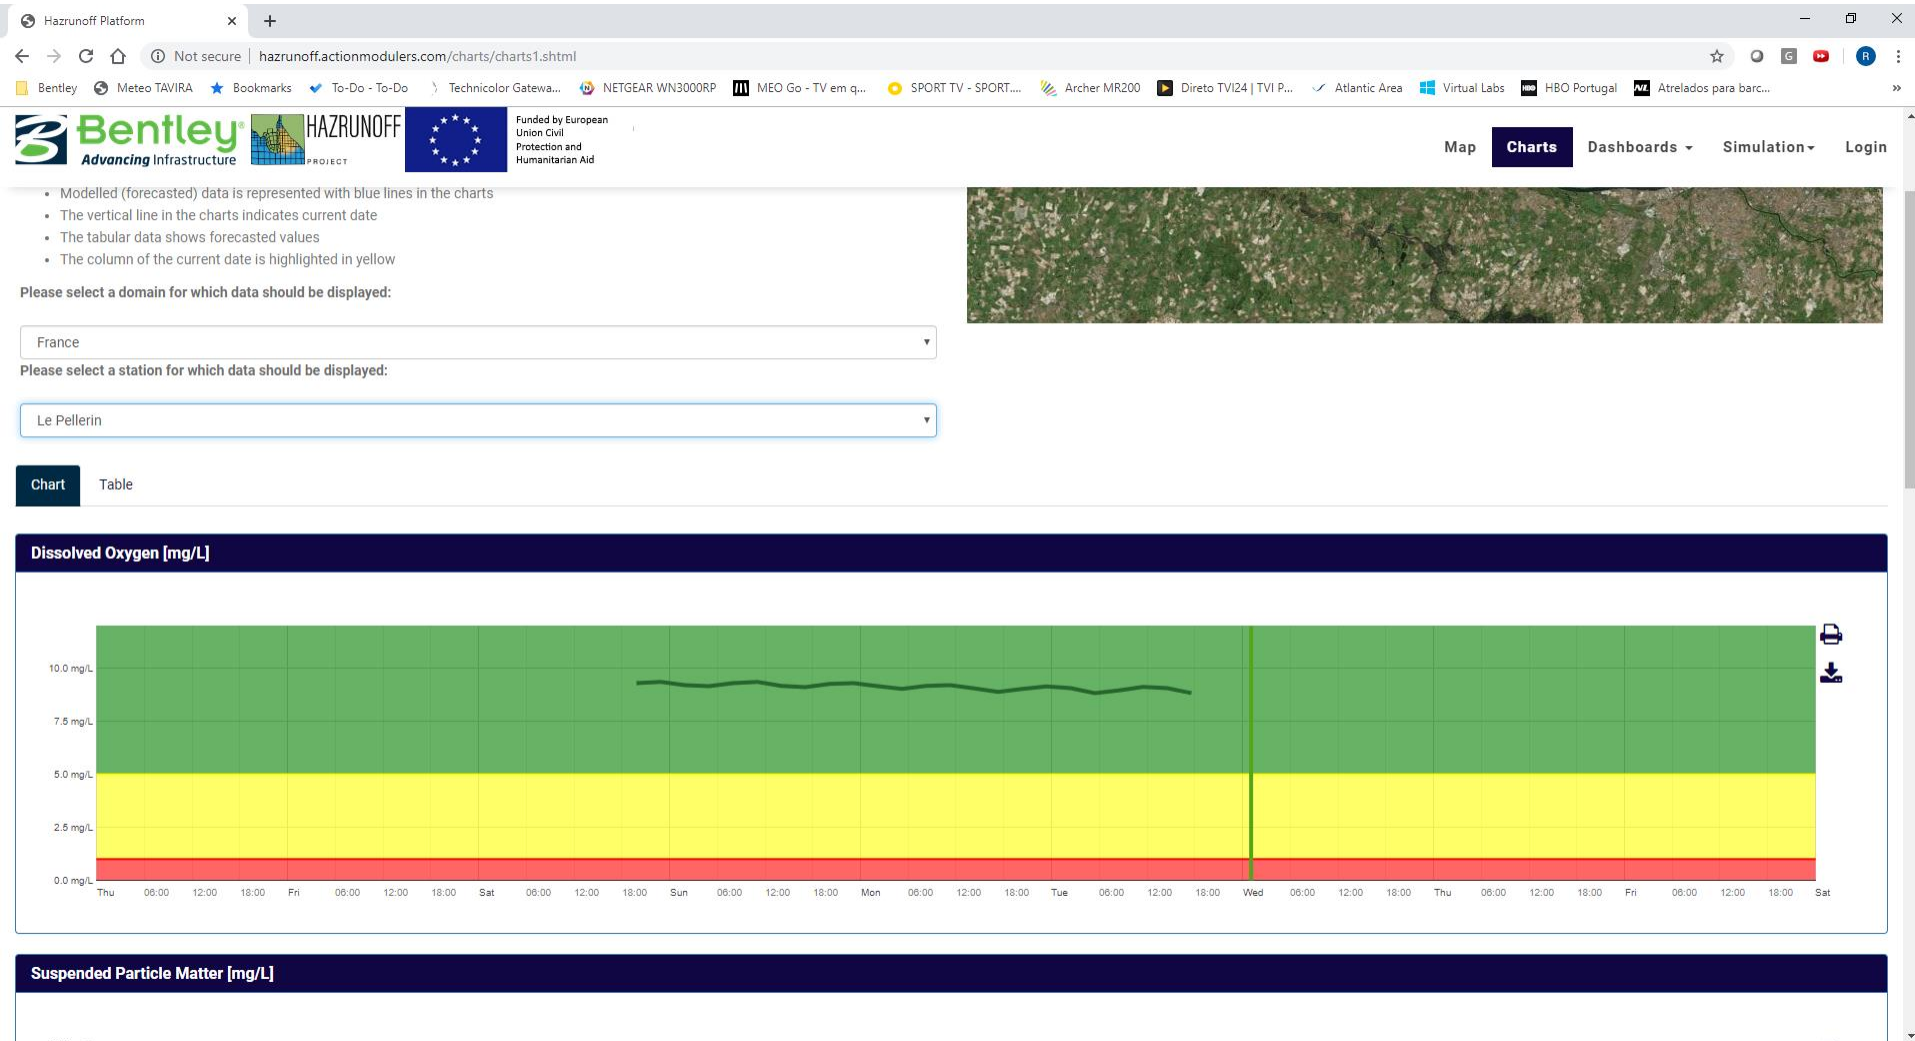 Hazrunoff Platform
Not secure | hazrunoff.actionmodulers.com/charts/charts1.shtml
G
R
Bentley Meteo TAVIRA Bookmarks To-Do - To-Do Technicolor Gatewa... NETGEAR WN3000RP MEO Go - TV em q... SPORT TV - SPORT.... Archer MR200 Direto TVI24 | TVI P... Atlantic Area Virtual Labs HBO Portugal Atrelados para barc...
Bentley®
Advancing Infrastructure
HAZRUNOFF
PROJECT
Funded by European
Union Civil
Protection and
Humanitarian Aid
Map Charts Dashboards Simulation Login
Modelled (forecasted) data is represented with blue lines in the charts
The vertical line in the charts indicates current date
The tabular data shows forecasted values
The column of the current date is highlighted in yellow
Please select a domain for which data should be displayed:
France
Please select a station for which data should be displayed:
Le Pellerin
Chart Table
Dissolved Oxygen [mg/L]
10.0 mg/L
7.5 mg/L
5.0 mg/L
2.5 mg/L
0.0 mg/L
Thu 06:00 12:00 18:00 Fri 06:00 12:00 18:00 Sat 06:00 12:00 18:00 Sun 06:00 12:00 18:00 Mon 06:00 12:00 18:00 Tue 06:00 12:00 18:00 Wed 06:00 12:00 18:00 Thu 06:00 12:00 18:00 Fri 06:00 12:00 18:00 Sat
Suspended Particle Matter [mg/L]